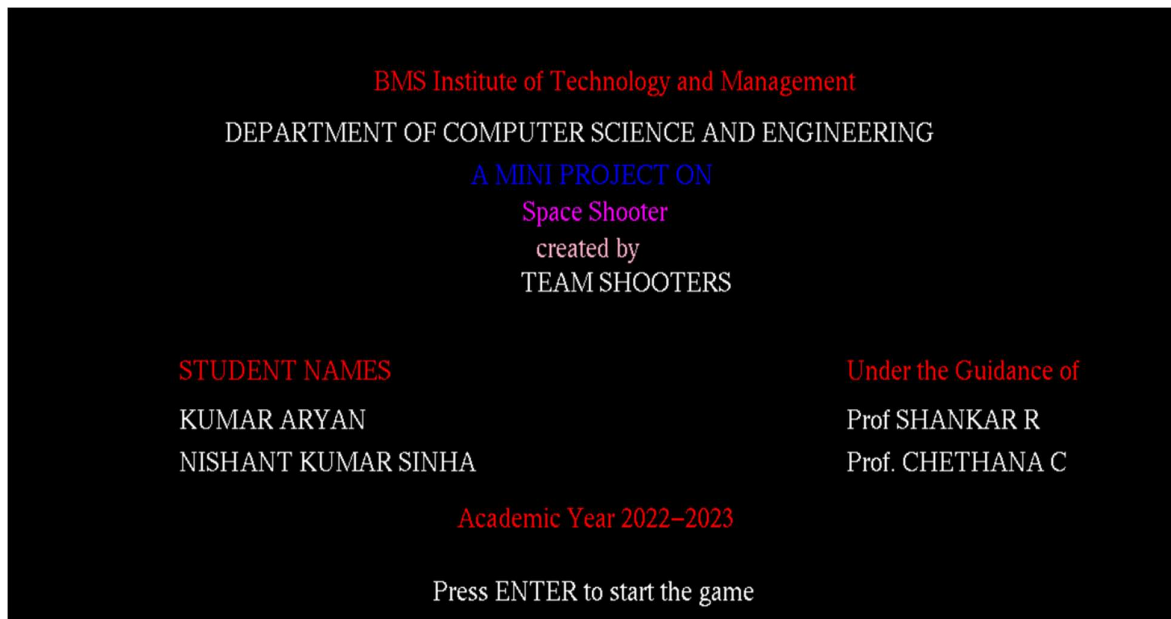 BMS Institute of Technology and Management
DEPARTMENT OF COMPUTER SCIENCE AND ENGINEERING
A MINI PROJECT ON
Space Shooter
created by
TEAM SHOOTERS
STUDENT NAMES
KUMAR ARYAN
NISHANT KUMAR SINHA
Under the Guidance of
Prof SHANKAR R
Prof. CHETHANA C
Academic Year 2022–2023
Press ENTER to start the game